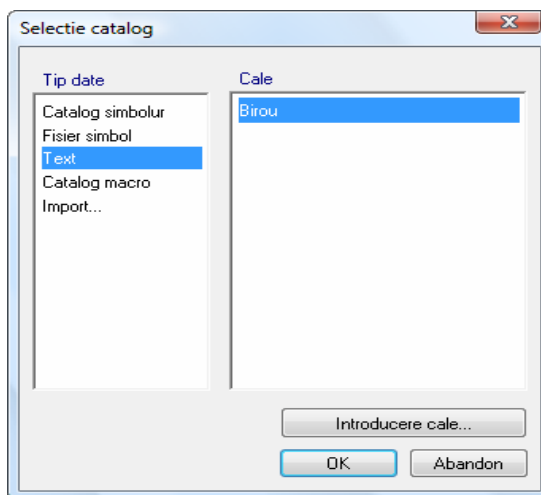 Selectie catalog
Tip date
Cale
Catalog simbolur
Fisier simbol
Text
Catalog macro
Import...
Birou
Introducere cale...
OK
Abandon